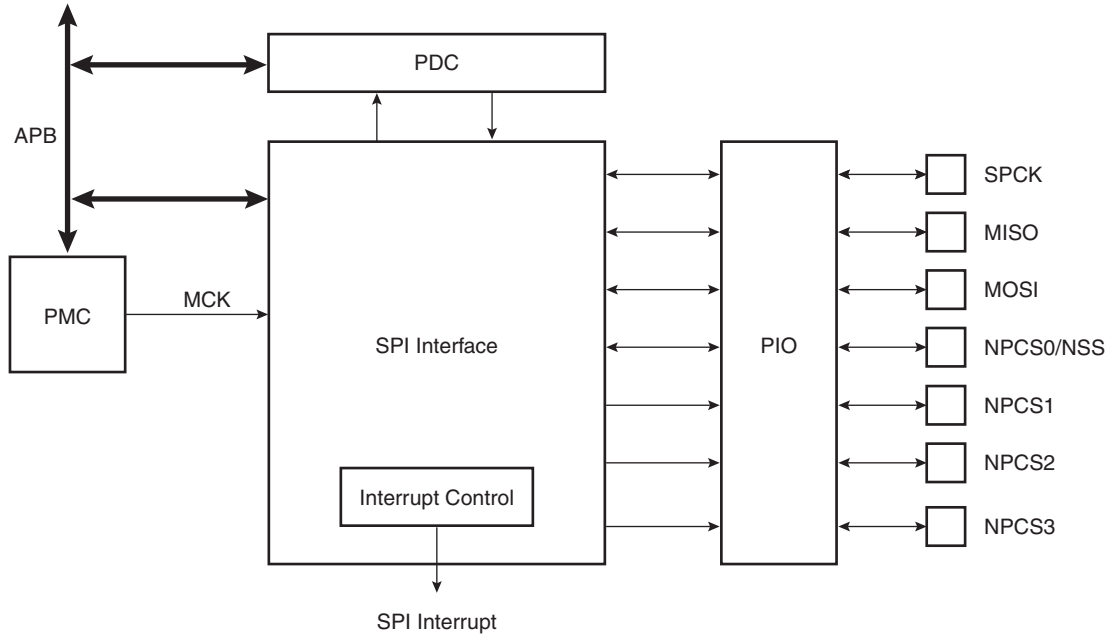 PDC
APB
SPCK
MISO
MOSI
MCK
PMC
SPI Interface
PIO
NPCS0/NSS
NPCS1
NPCS2
Interrupt Control
NPCS3
SPI Interrupt